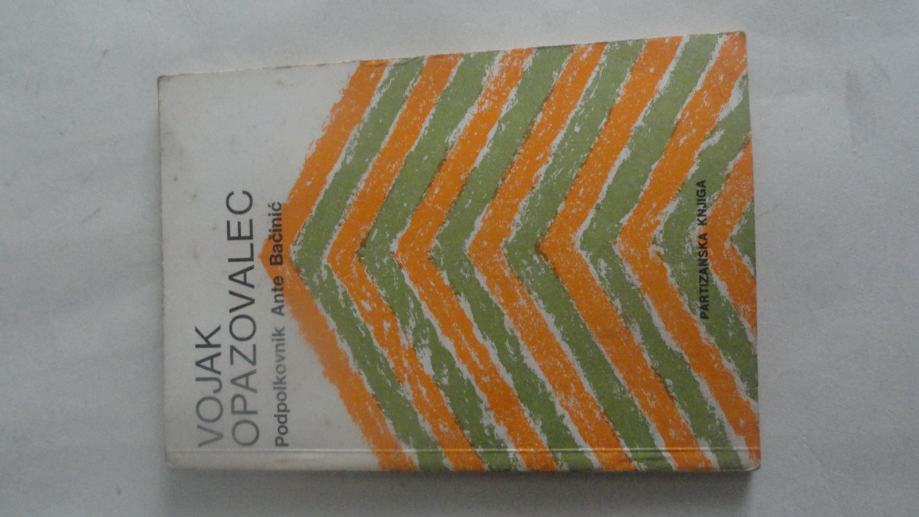 VOJAK
OPAZOVALEC
Podpolkovnik Ante Bačinić
PARTIZANSKA KNJIGA